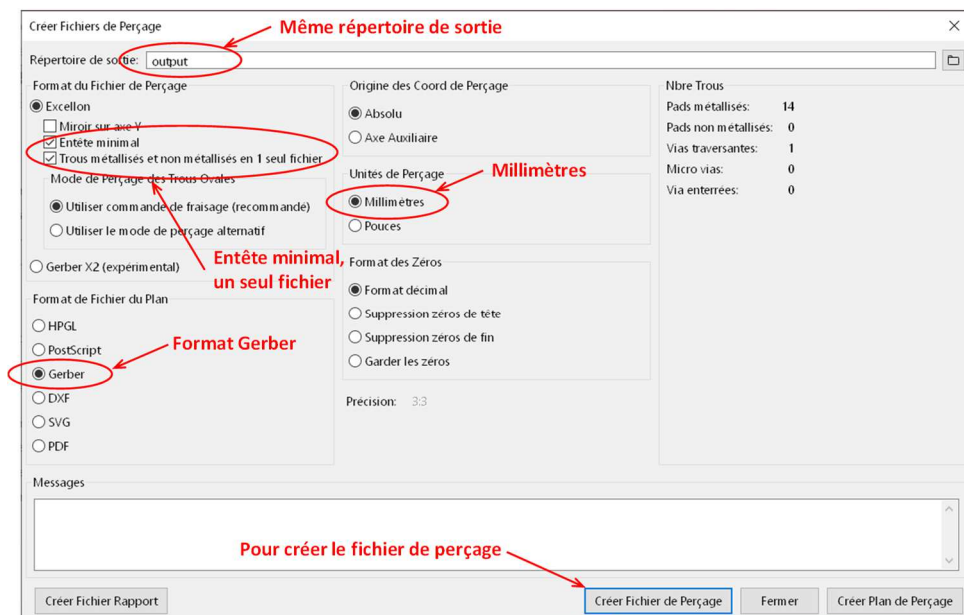 Créer Fichiers de Perçage
Même répertoire de sortie
Répertoire de sortie: output
Format du Fichier de Perçage
Excellon
Miroir sur axe Y
Entête minimal
Trous métallisés et non métallisés en 1 seul fichier
Mode de Perçage des Trous Ovales
Utiliser commande de fraisage (recommandé)
Utiliser le mode de perçage alternatif
Gerber X2 (expérimental)
Entête minimal,
un seul fichier
Format de Fichier du Plan
HPGL
PostScript
Gerber
DXF
SVG
PDF
Format Gerber
Origine des Coord de Perçage
Absolu
Axe Auxiliaire
Unités de Perçage
Millimètres
Millimètres
Pouces
Format des Zéros
Format décimal
Suppression zéros de tête
Suppression zéros de fin
Garder les zéros
Précision: 3:3
Nbre Trous
Pads métallisés: 14
Pads non métallisés: 0
Vias traversantes: 1
Micro vias: 0
Via enterrées: 0
Messages
Pour créer le fichier de perçage
Créer Fichier Rapport
Créer Fichier de Perçage
Fermer
Créer Plan de Perçage